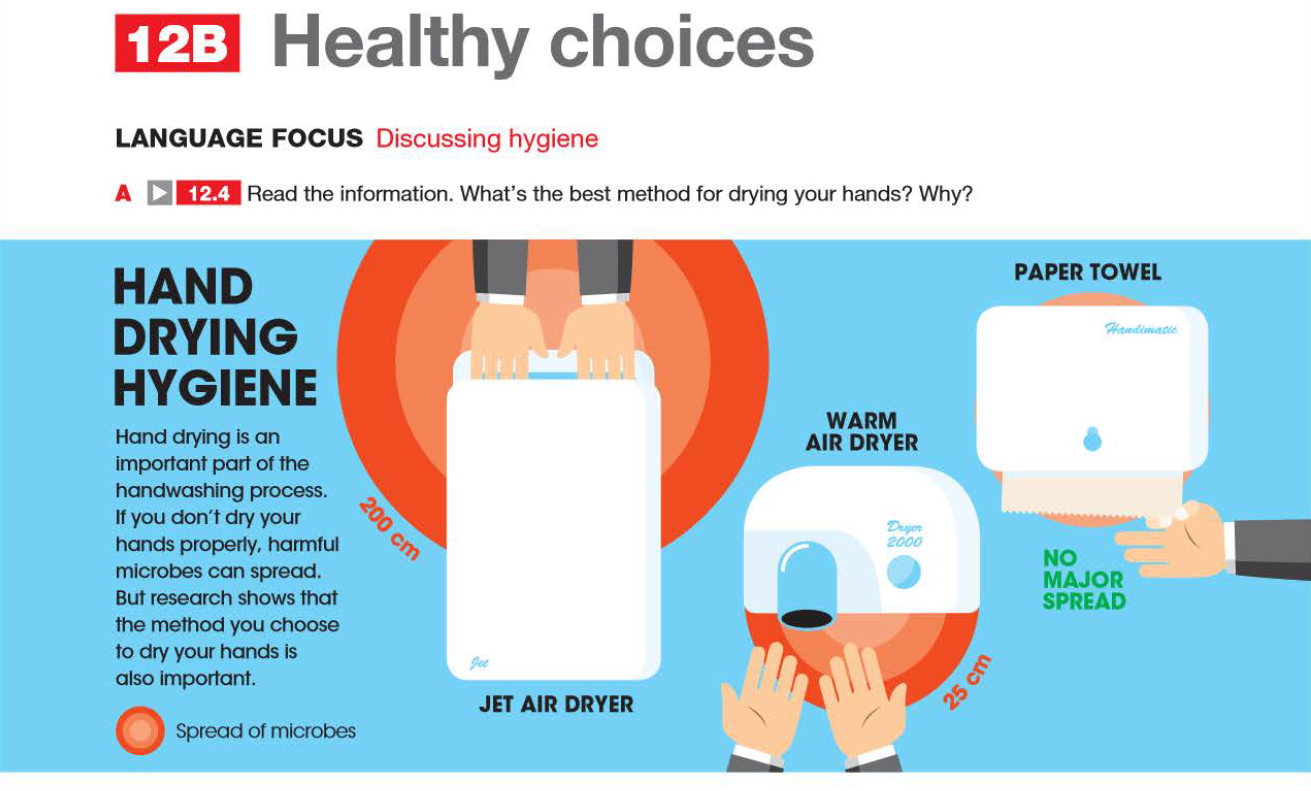 12B Healthy choices
LANGUAGE FOCUS Discussing hygiene
A 12.4 Read the information. What's the best method for drying your hands? Why?
HAND
DRYING
HYGIENE
Hand drying is an
important part of the
handwashing process.
If you don't dry your
hands properly, harmful
microbes can spread.
But research shows that
the method you choose
to dry your hands is
also important.
Spread of microbes
200 cm
Jet
JET AIR DRYER
WARM
AIR DRYER
Dryer
2000
25 cm
PAPER TOWEL
Handimatic
NO
MAJOR
SPREAD